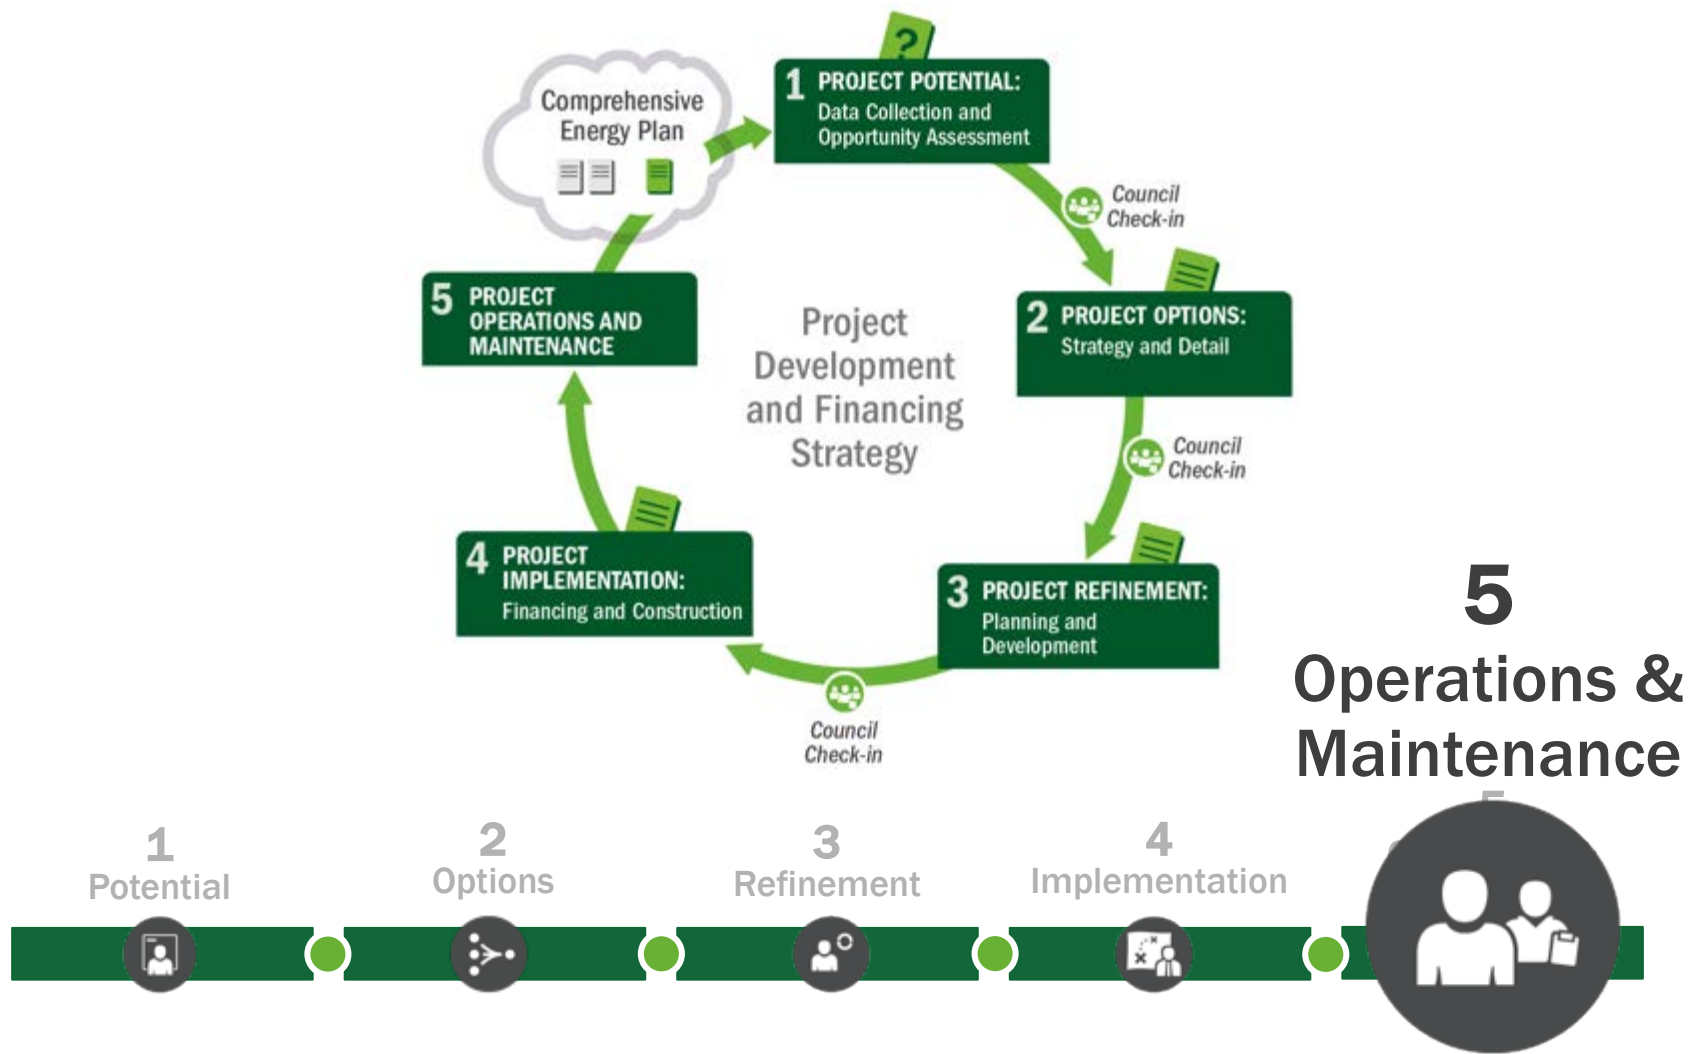 ?
1 PROJECT POTENTIAL:
Data Collection and
Opportunity Assessment
Comprehensive
Energy Plan
Council
Check-in
5 PROJECT
OPERATIONS AND
MAINTENANCE
2 PROJECT OPTIONS:
Strategy and Detail
Project
Development
and Financing
Strategy
Council
Check-in
4 PROJECT
IMPLEMENTATION:
Financing and Construction
3 PROJECT REFINEMENT:
Planning and
Development
Council
Check-in
5
Operations &
Maintenance
1
Potential
2
Options
3
Refinement
4
Implementation